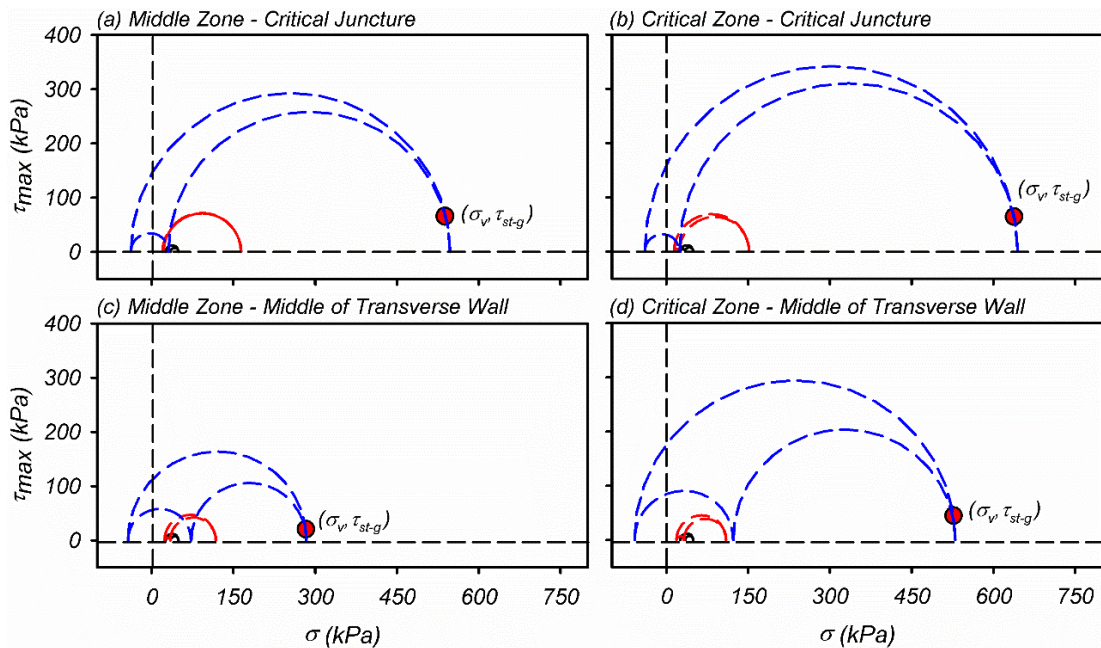 (a) Middle Zone - Critical Juncture
(b) Critical Zone - Critical Juncture
400
300
200
100
0
τmax (kPa)
(σv, τst-g)
(σv, τst-g)
(c) Middle Zone - Middle of Transverse Wall
(d) Critical Zone - Middle of Transverse Wall
400
300
200
100
0
τmax (kPa)
(σv, τst-g)
(σv, τst-g)
0 150 300 450 600 750
0 150 300 450 600 750
σ (kPa)
σ (kPa)